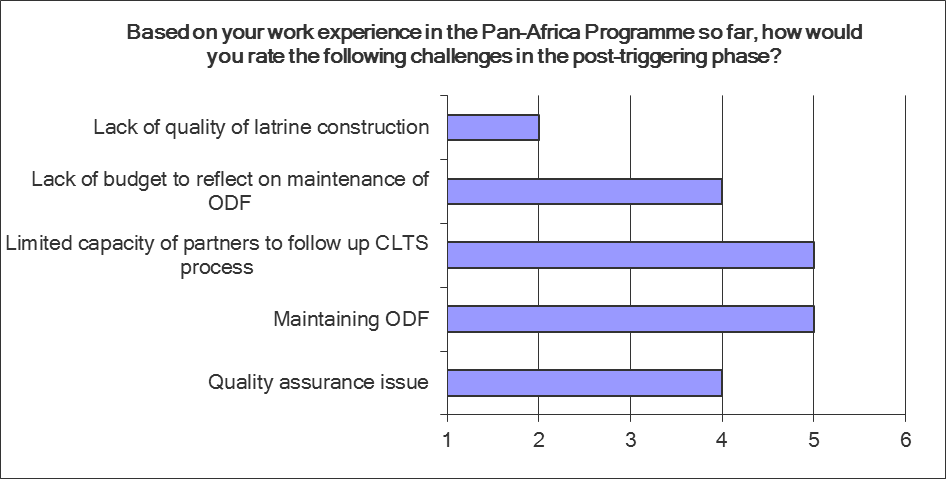 Based on your work experience in the Pan-Africa Programme so far, how would
you rate the following challenges in the post-triggering phase?
Lack of quality of latrine construction
Lack of budget to reflect on maintenance of
ODF
Limited capacity of partners to follow up CLTS
process
Maintaining ODF
Quality assurance issue
1 2 3 4 5 6